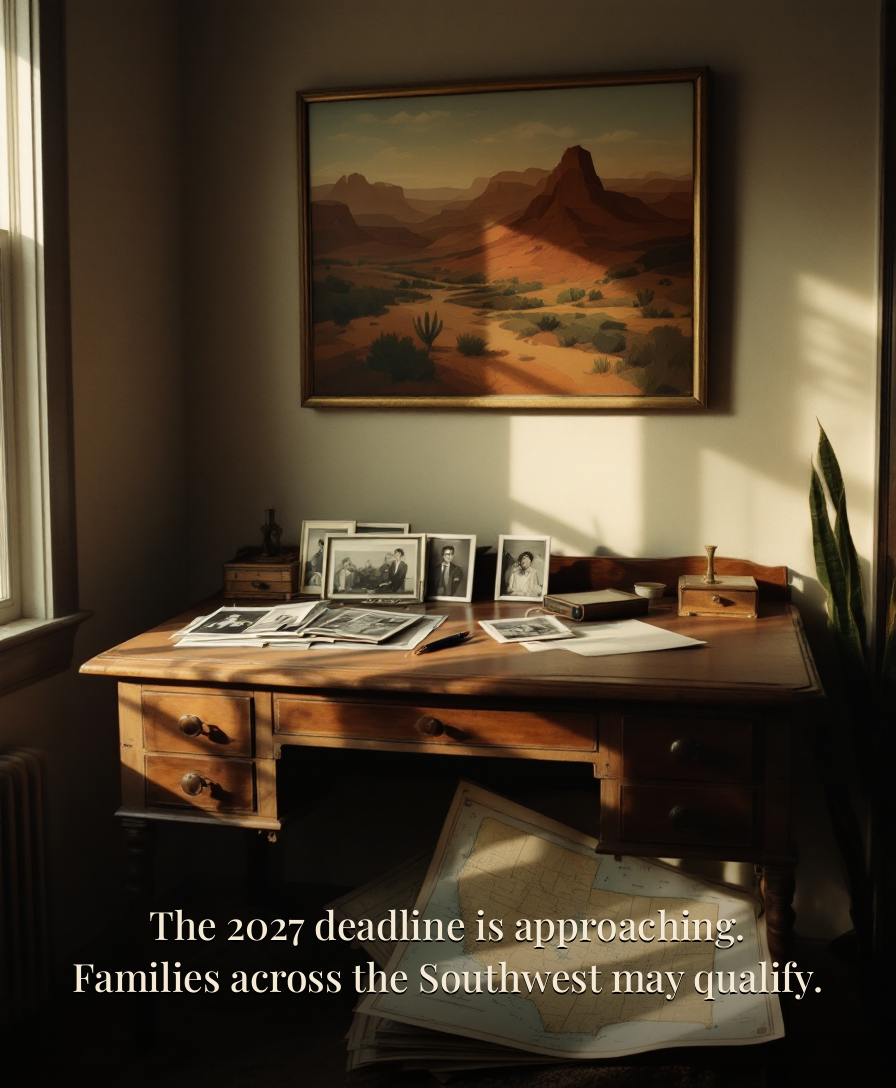 The 2027 deadline is approaching.
Families across the Southwest may qualify.